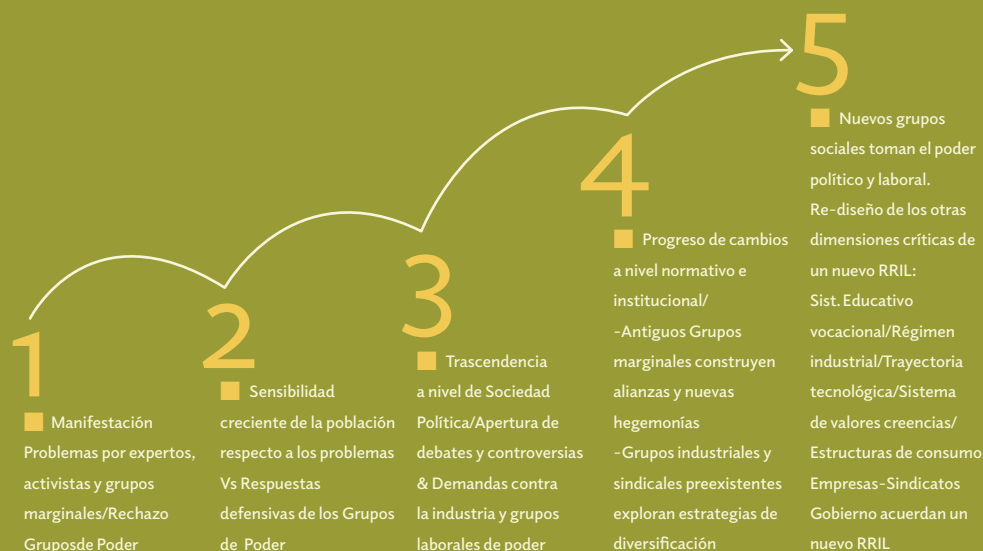 1
Manifestación
Problemas por expertos,
activistas y grupos
marginales/Rechazo
Gruposde Poder
2
Sensibilidad
creciente de la población
respecto a los problemas
Vs Respuestas
defensivas de los Grupos
de Poder
3
Trascendencia
a nivel de Sociedad
Política/Apertura de
debates y controversias
& Demandas contra
la industria y grupos
laborales de poder
4
Progreso de cambios
a nivel normativo e
institucional/
-Antiguos Grupos
marginales construyen
alianzas y nuevas
hegemonías
-Grupos industriales y
sindicales preexistentes
exploran estrategias de
diversificación
5
Nuevos grupos
sociales toman el poder
político y laboral.
Re-diseño de los otras
dimensiones críticas de
un nuevo RRIL:
Sist. Educativo
vocacional/Régimen
industrial/Trayectoria
tecnológica/Sistema
de valores creencias/
Estructuras de consumo
Empresas-Sindicatos
Gobierno acuerdan un
nuevo RRIL